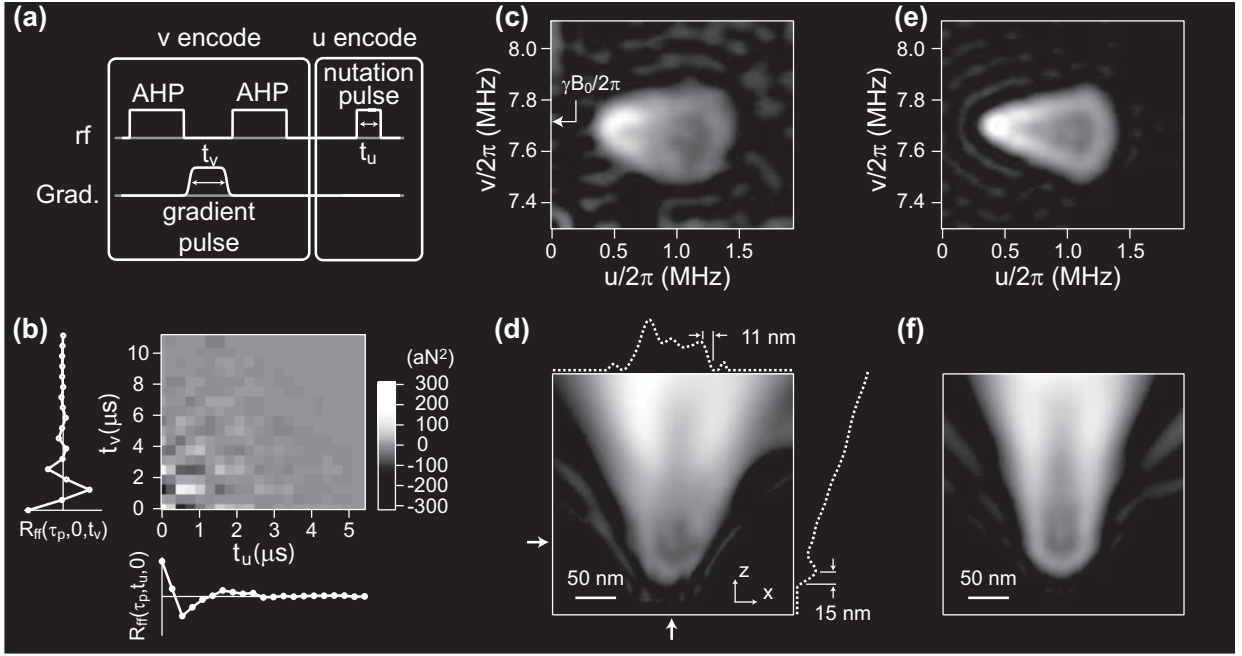 (a)
v encode
u encode
AHP
AHP
nutation
pulse
rf
t_v
t_u
Grad.
gradient
pulse
(b)
10
8
6
4
2
0
t_v(μs)
0 1 2 3 4 5
t_u(μs)
(aN²)
300
200
100
0
-100
-200
-300
R_ff(τ_p,0,t_v)
R_ff(τ_p,t_u,0)
(c)
8.0
7.8
7.6
7.4
v/2π (MHz)
γB₀/2π
0 0.5 1.0 1.5
u/2π (MHz)
(d)
11 nm
50 nm
z
x
15 nm
(e)
8.0
7.8
7.6
7.4
v/2π (MHz)
0 0.5 1.0 1.5
u/2π (MHz)
(f)
50 nm